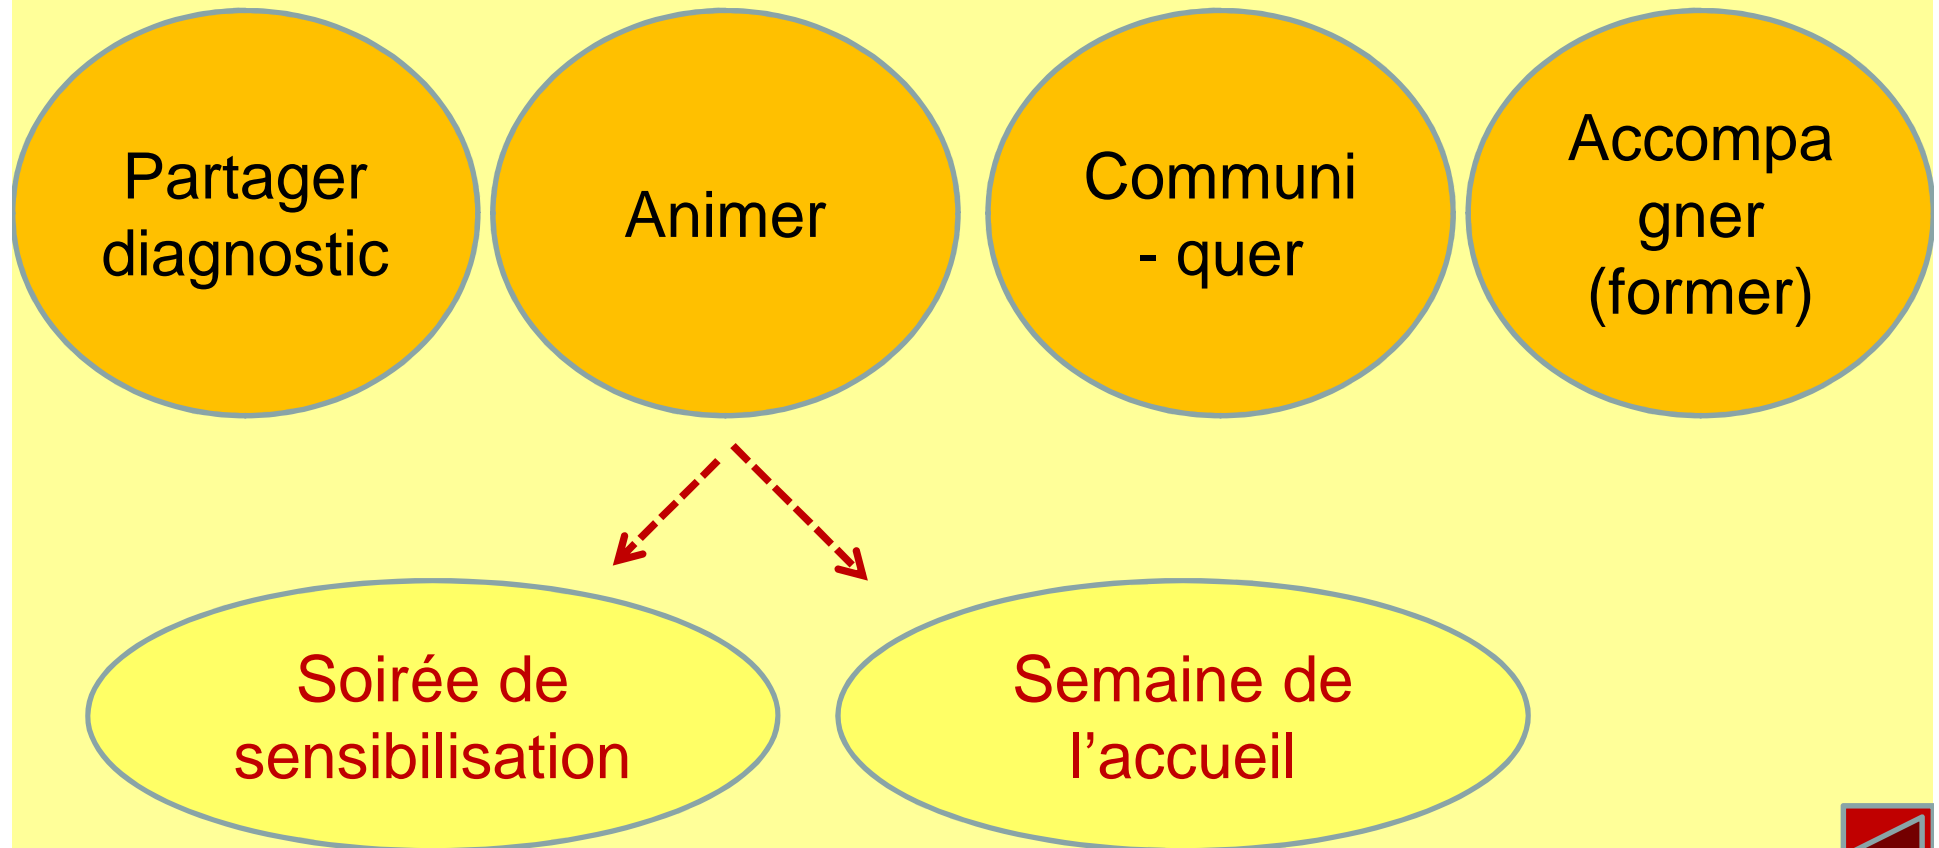 Partager
diagnostic
Animer
Communi
- quer
Accompa
gner
(former)
Soirée de
sensibilisation
Semaine de
l’accueil